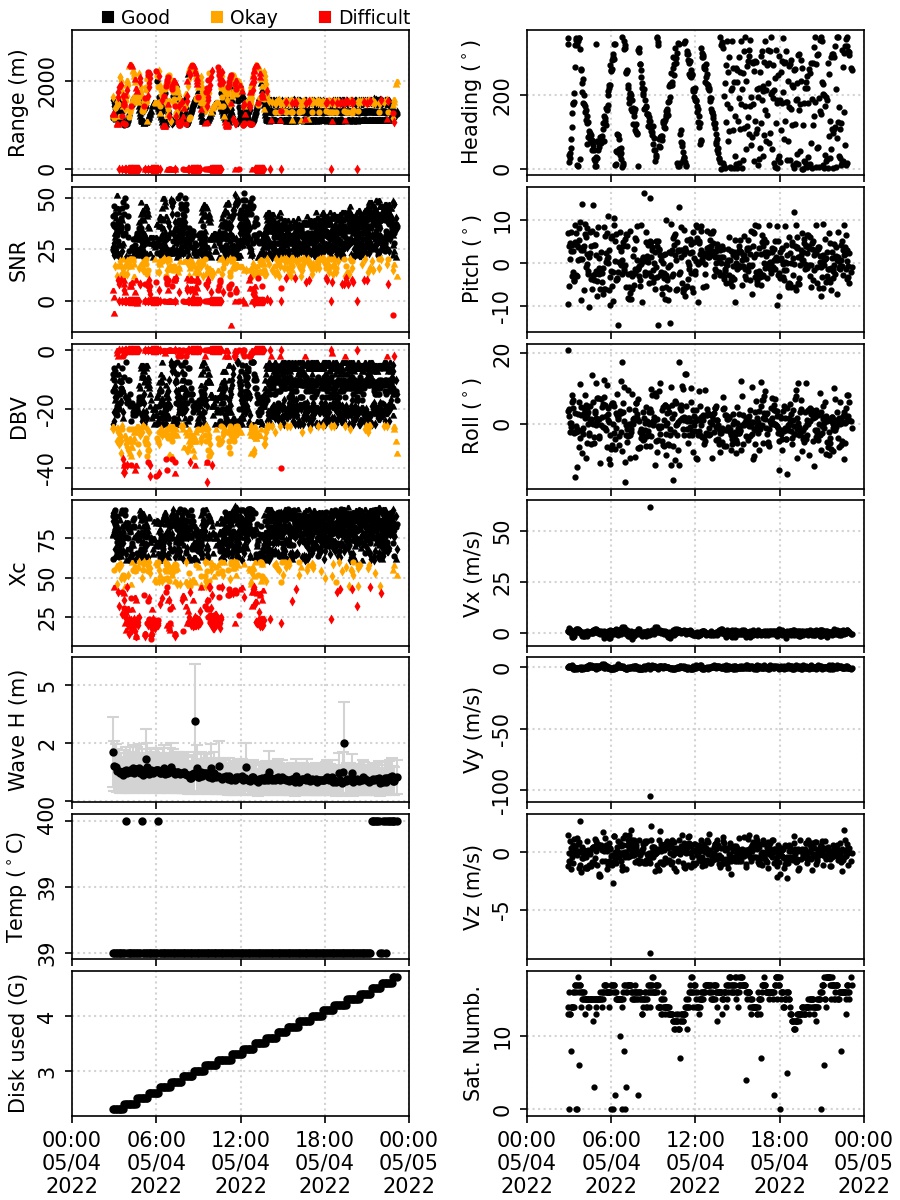 Good Okay Difficult
Range (m)
2000
0
Heading (°)
200
0
SNR
50
25
0
Pitch (°)
10
0
-10
DBV
0
-20
-40
Roll (°)
20
0
Xc
75
50
25
Vx (m/s)
50
25
0
Wave H (m)
5
2
0
Vy (m/s)
0
-50
-100
Temp (°C)
40
39
39
Vz (m/s)
0
-5
Disk used (G)
4
3
Sat. Numb.
10
0
00:00 06:00 12:00 18:00 00:00
05/04 05/04 05/04 05/04 05/05
2022 2022 2022 2022 2022
00:00 06:00 12:00 18:00 00:00
05/04 05/04 05/04 05/04 05/05
2022 2022 2022 2022 2022